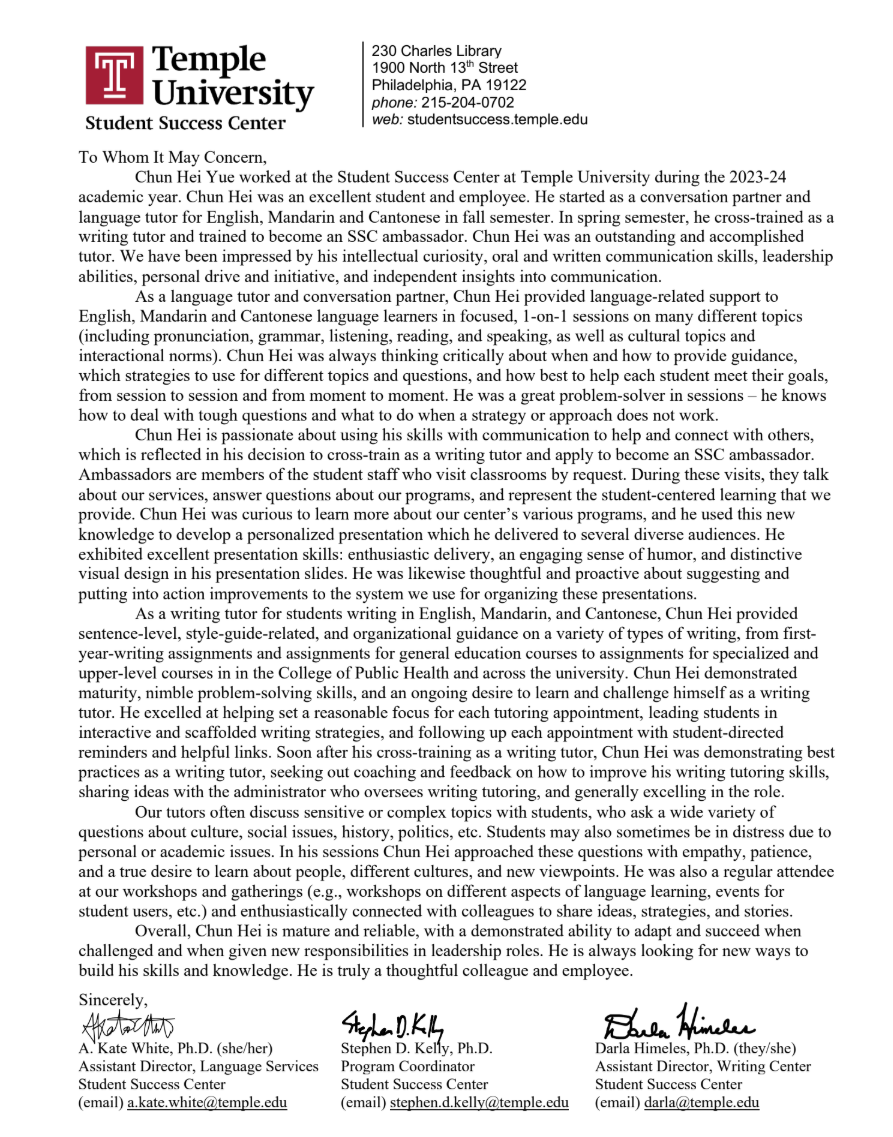 Temple
University
Student Success Center
230 Charles Library
1900 North 13th Street
Philadelphia, PA 19122
phone: 215-204-0702
web: studentsuccess.temple.edu
To Whom It May Concern,
Chun Hei Yue worked at the Student Success Center at Temple University during the 2023-24
academic year. Chun Hei was an excellent student and employee. He started as a conversation partner and
language tutor for English, Mandarin and Cantonese in fall semester. In spring semester, he cross-trained as a
writing tutor and trained to become an SSC ambassador. Chun Hei was an outstanding and accomplished
tutor. We have been impressed by his intellectual curiosity, oral and written communication skills, leadership
abilities, personal drive and initiative, and independent insights into communication.
As a language tutor and conversation partner, Chun Hei provided language-related support to
English, Mandarin and Cantonese language learners in focused, 1-on-1 sessions on many different topics
(including pronunciation, grammar, listening, reading, and speaking, as well as cultural topics and
interactional norms). Chun Hei was always thinking critically about when and how to provide guidance,
which strategies to use for different topics and questions, and how best to help each student meet their goals,
from session to session and from moment to moment. He was a great problem-solver in sessions – he knows
how to deal with tough questions and what to do when a strategy or approach does not work.
Chun Hei is passionate about using his skills with communication to help and connect with others,
which is reflected in his decision to cross-train as a writing tutor and apply to become an SSC ambassador.
Ambassadors are members of the student staff who visit classrooms by request. During these visits, they talk
about our services, answer questions about our programs, and represent the student-centered learning that we
provide. Chun Hei was curious to learn more about our center's various programs, and he used this new
knowledge to develop a personalized presentation which he delivered to several diverse audiences. He
exhibited excellent presentation skills: enthusiastic delivery, an engaging sense of humor, and distinctive
visual design in his presentation slides. He was likewise thoughtful and proactive about suggesting and
putting into action improvements to the system we use for organizing these presentations.
As a writing tutor for students writing in English, Mandarin, and Cantonese, Chun Hei provided
sentence-level, style-guide-related, and organizational guidance on a variety of types of writing, from first-
year-writing assignments and assignments for general education courses to assignments for specialized and
upper-level courses in in the College of Public Health and across the university. Chun Hei demonstrated
maturity, nimble problem-solving skills, and an ongoing desire to learn and challenge himself as a writing
tutor. He excelled at helping set a reasonable focus for each tutoring appointment, leading students in
interactive and scaffolded writing strategies, and following up each appointment with student-directed
reminders and helpful links. Soon after his cross-training as a writing tutor, Chun Hei was demonstrating best
practices as a writing tutor, seeking out coaching and feedback on how to improve his writing tutoring skills,
sharing ideas with the administrator who oversees writing tutoring, and generally excelling in the role.
Our tutors often discuss sensitive or complex topics with students, who ask a wide variety of
questions about culture, social issues, history, politics, etc. Students may also sometimes be in distress due to
personal or academic issues. In his sessions Chun Hei approached these questions with empathy, patience,
and a true desire to learn about people, different cultures, and new viewpoints. He was also a regular attendee
at our workshops and gatherings (e.g., workshops on different aspects of language learning, events for
student users, etc.) and enthusiastically connected with colleagues to share ideas, strategies, and stories.
Overall, Chun Hei is mature and reliable, with a demonstrated ability to adapt and succeed when
challenged and when given new responsibilities in leadership roles. He is always looking for new ways to
build his skills and knowledge. He is truly a thoughtful colleague and employee.
Sincerely,
Stephen D. Kelly
Darla Himeles
A. Kate White, Ph.D. (she/her)
Assistant Director, Language Services
Student Success Center
(email) a.kate.white@temple.edu
Stephen D. Kelly, Ph.D.
Program Coordinator
Student Success Center
(email) stephen.d.kelly@temple.edu
Darla Himeles, Ph.D. (they/she)
Assistant Director, Writing Center
Student Success Center
(email) darla@temple.edu